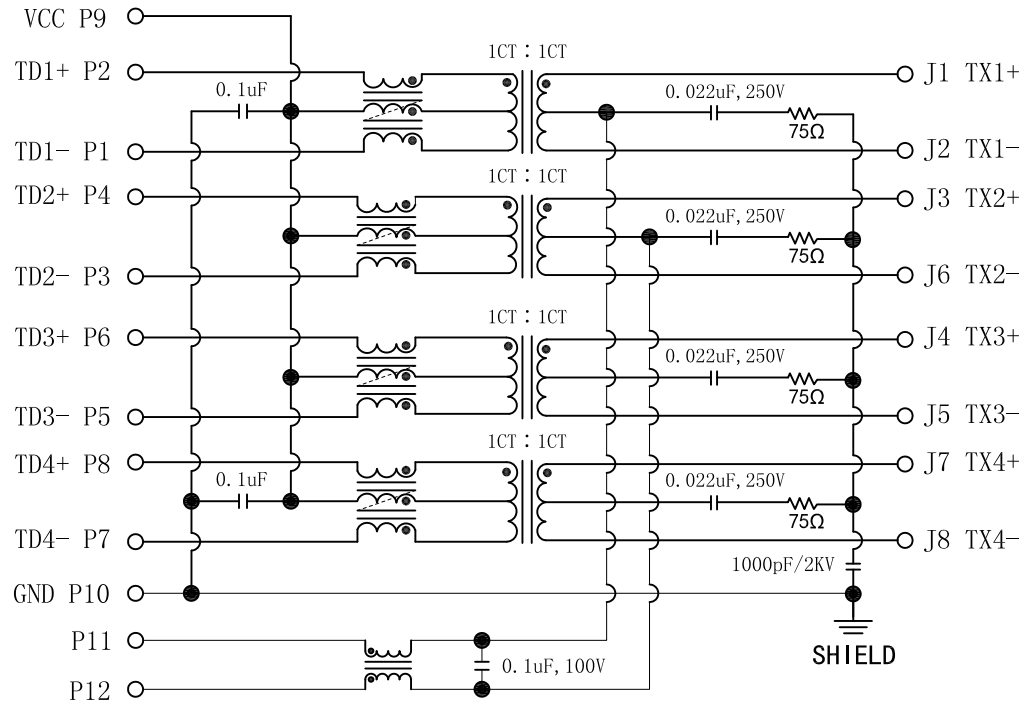 VCC P9
1CT : 1CT
TD1+ P2
J1 TX1+
0.1uF
0.022uF, 250V
75Ω
TD1- P1
J2 TX1-
1CT : 1CT
TD2+ P4
J3 TX2+
0.022uF, 250V
75Ω
TD2- P3
J6 TX2-
1CT : 1CT
TD3+ P6
J4 TX3+
0.022uF, 250V
75Ω
TD3- P5
J5 TX3-
1CT : 1CT
TD4+ P8
J7 TX4+
0.1uF
0.022uF, 250V
75Ω
TD4- P7
J8 TX4-
1000pF/2KV
GND P10
P11
SHIELD
0.1uF, 100V
P12